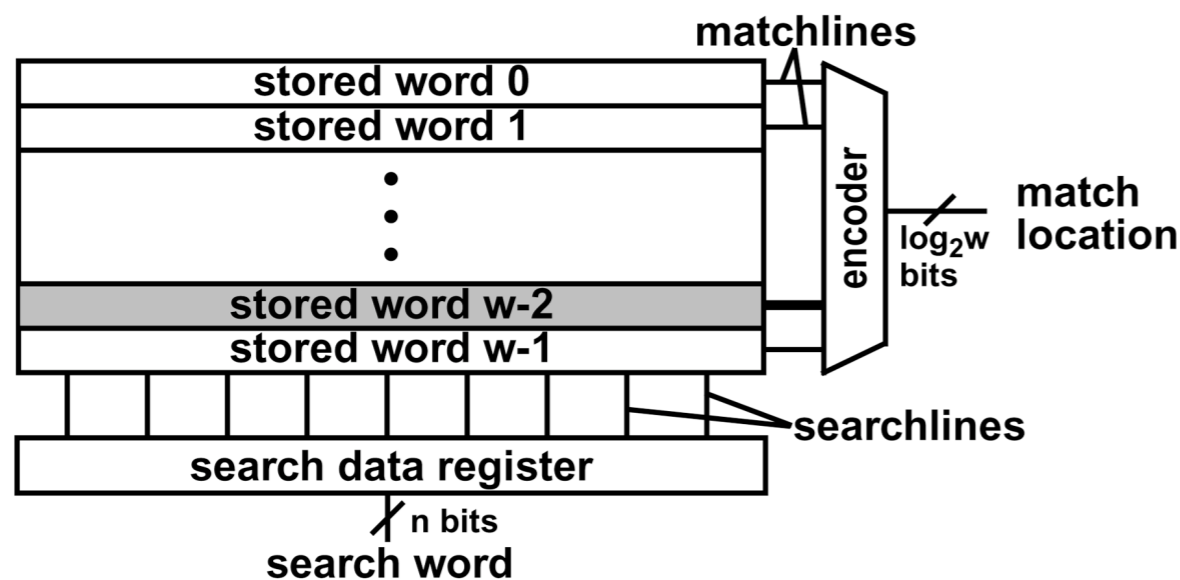 matchlines
stored word 0
stored word 1
encoder
match
location
log₂w
bits
stored word w-2
stored word w-1
searchlines
search data register
n bits
search word